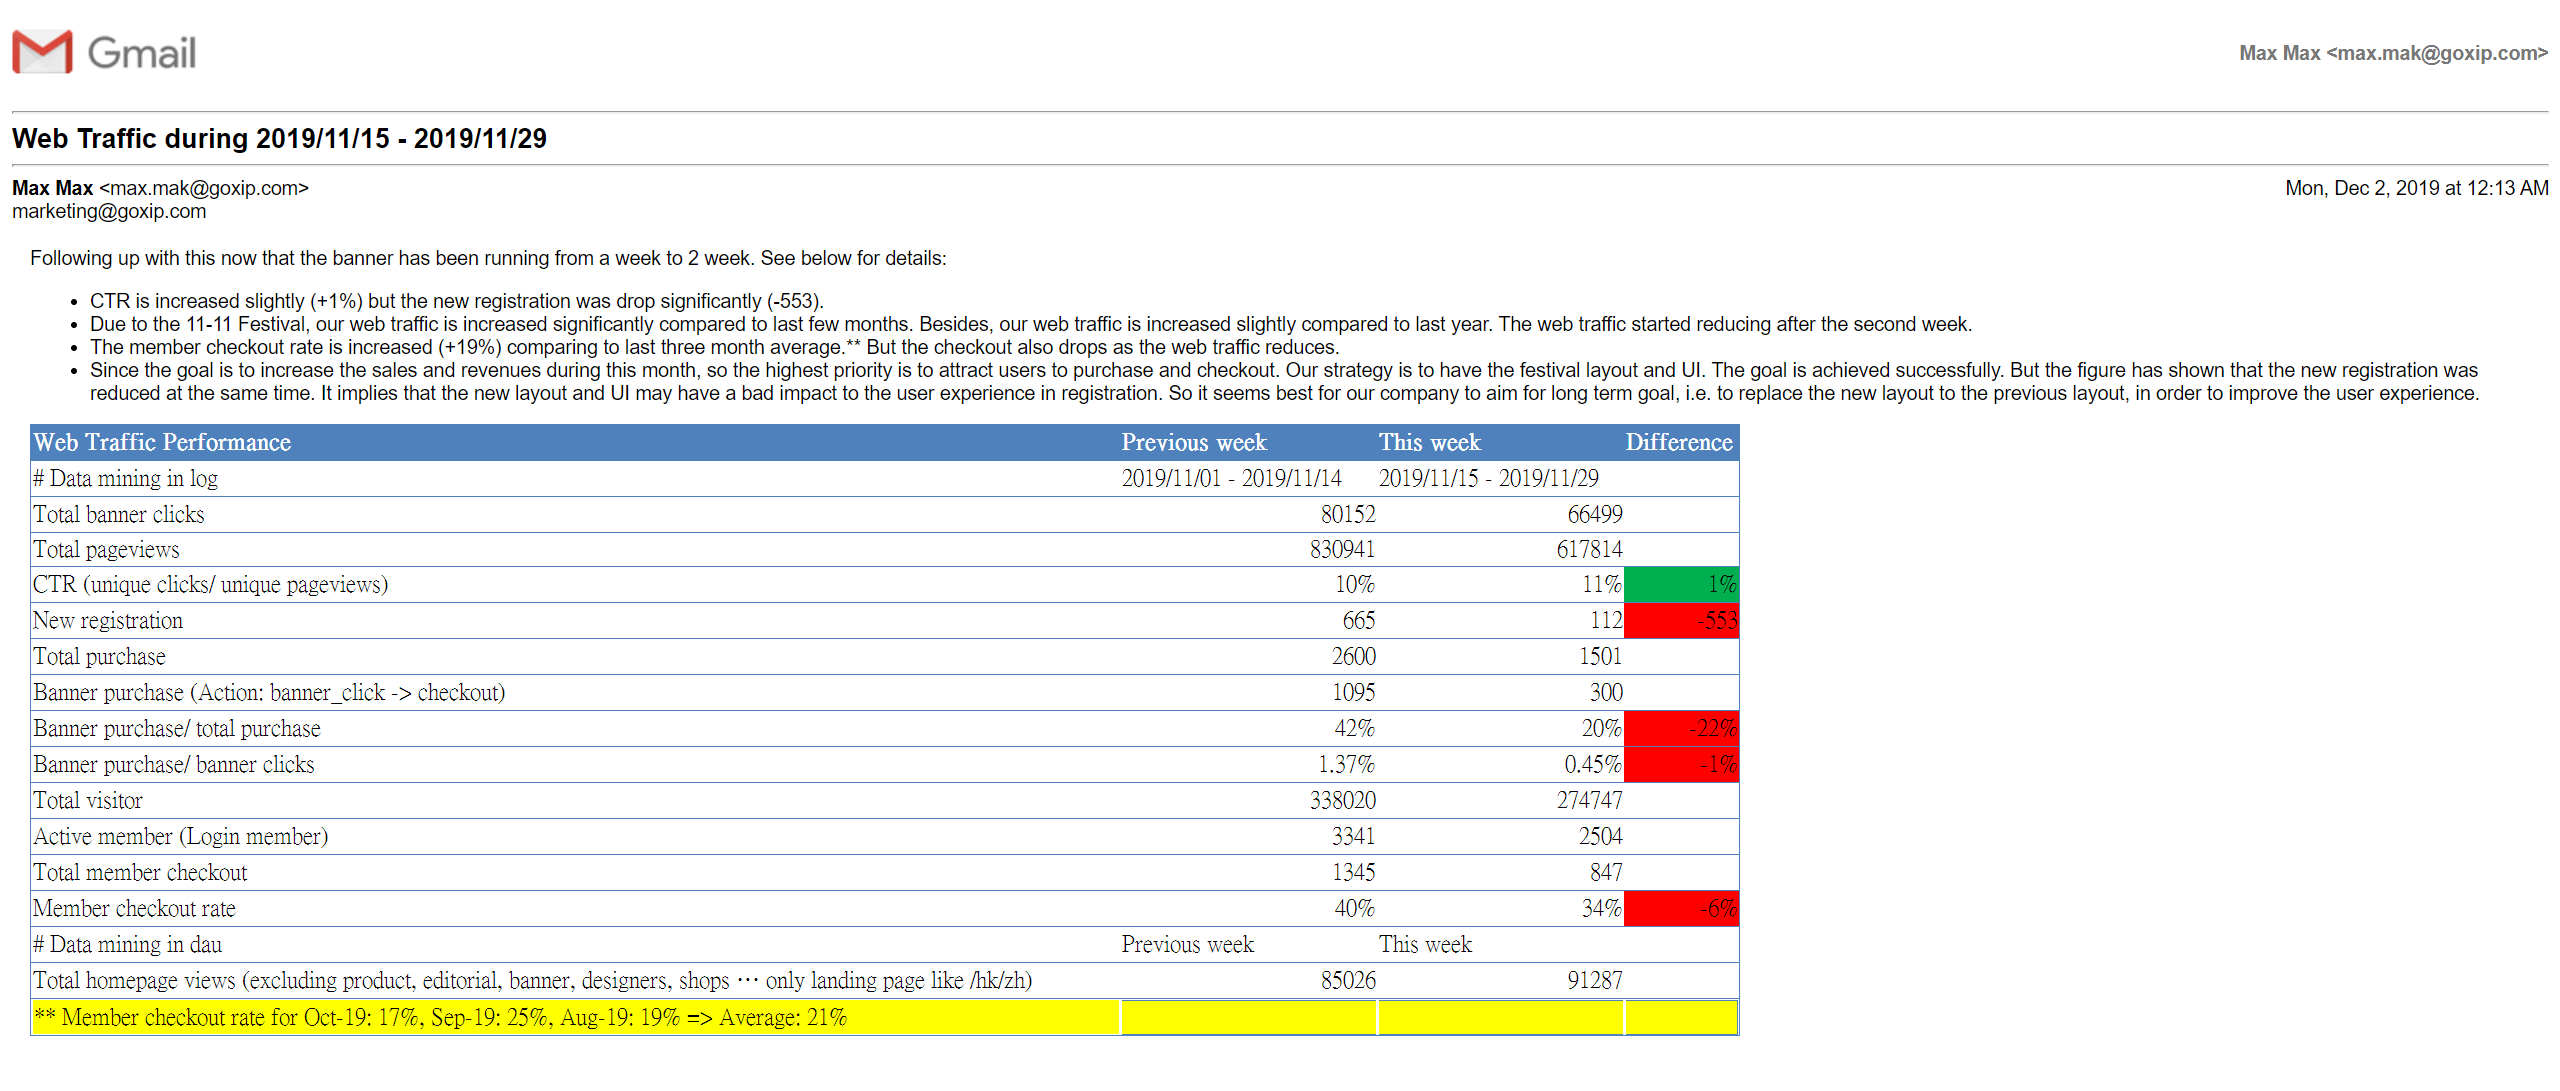 Gmail
Max Max <max.mak@goxip.com>
Web Traffic during 2019/11/15 - 2019/11/29
Max Max <max.mak@goxip.com> Mon, Dec 2, 2019 at 12:13 AM
marketing@goxip.com
Following up with this now that the banner has been running from a week to 2 week. See below for details:
• CTR is increased slightly (+1%) but the new registration was drop significantly (-553).
• Due to the 11-11 Festival, our web traffic is increased significantly compared to last few months. Besides, our web traffic is increased slightly compared to last year. The web traffic started reducing after the second week.
• The member checkout rate is increased (+19%) comparing to last three month average.** But the checkout also drops as the web traffic reduces.
• Since the goal is to increase the sales and revenues during this month, so the highest priority is to attract users to purchase and checkout. Our strategy is to have the festival layout and UI. The goal is achieved successfully. But the figure has shown that the new registration was
reduced at the same time. It implies that the new layout and UI may have a bad impact to the user experience in registration. So it seems best for our company to aim for long term goal, i.e. to replace the new layout to the previous layout, in order to improve the user experience.
Web Traffic Performance Previous week This week Difference
# Data mining in log 2019/11/01 - 2019/11/14 2019/11/15 - 2019/11/29
Total banner clicks 80152 66499
Total pageviews 830941 617814
CTR (unique clicks/ unique pageviews) 10% 11% 1%
New registration 665 112 -553
Total purchase 2600 1501
Banner purchase (Action: banner_click -> checkout) 1095 300
Banner purchase/ total purchase 42% 20% -22%
Banner purchase/ banner clicks 1.37% 0.45% -1%
Total visitor 338020 274747
Active member (Login member) 3341 2504
Total member checkout 1345 847
Member checkout rate 40% 34% -6%
# Data mining in dau Previous week This week
Total homepage views (excluding product, editorial, banner, designers, shops ⋯ only landing page like /hk/zh) 85026 91287
** Member checkout rate for Oct-19: 17%, Sep-19: 25%, Aug-19: 19% => Average: 21%